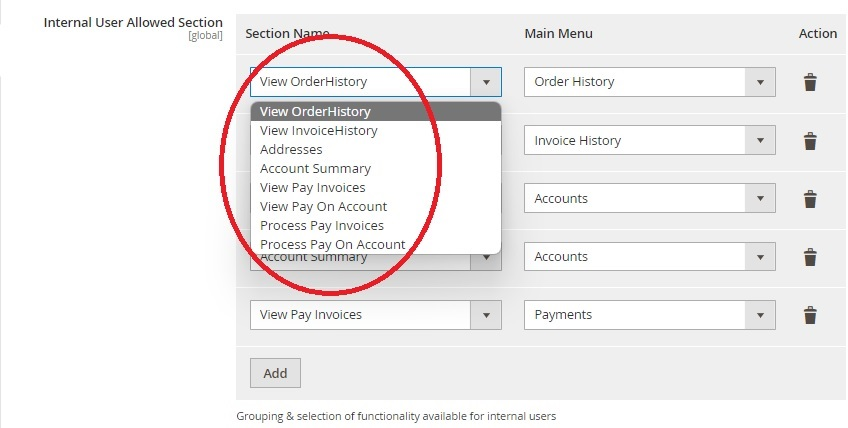 Internal User Allowed Section
[global]
Section Name Main Menu Action
View OrderHistory Order History
View OrderHistory
View InvoiceHistory
Invoice History
Addresses
Account Summary
View Pay Invoices
Accounts
View Pay On Account
Process Pay Invoices
Process Pay On Account
Account Summary Accounts
View Pay Invoices Payments
Add
Grouping & selection of functionality available for internal users